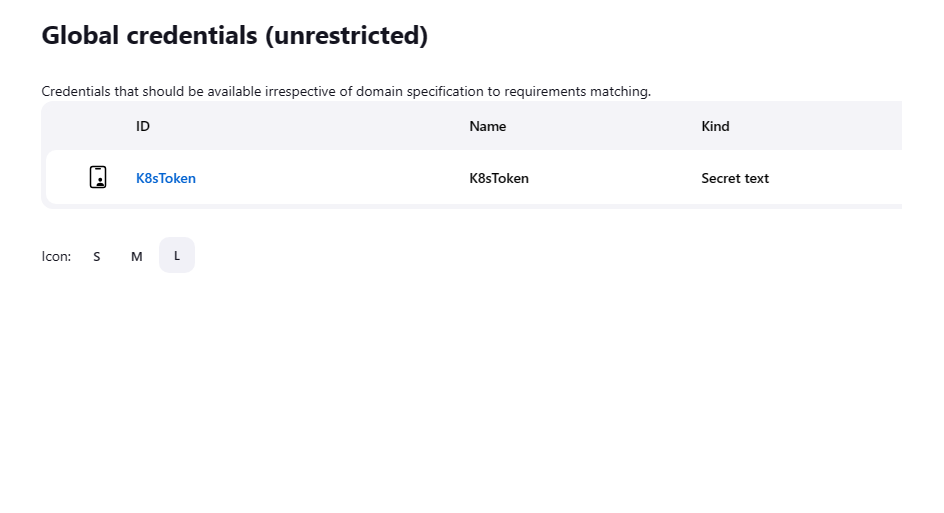 Global credentials (unrestricted)
Credentials that should be available irrespective of domain specification to requirements matching.
ID Name Kind
K8sToken K8sToken Secret text
Icon: S M L